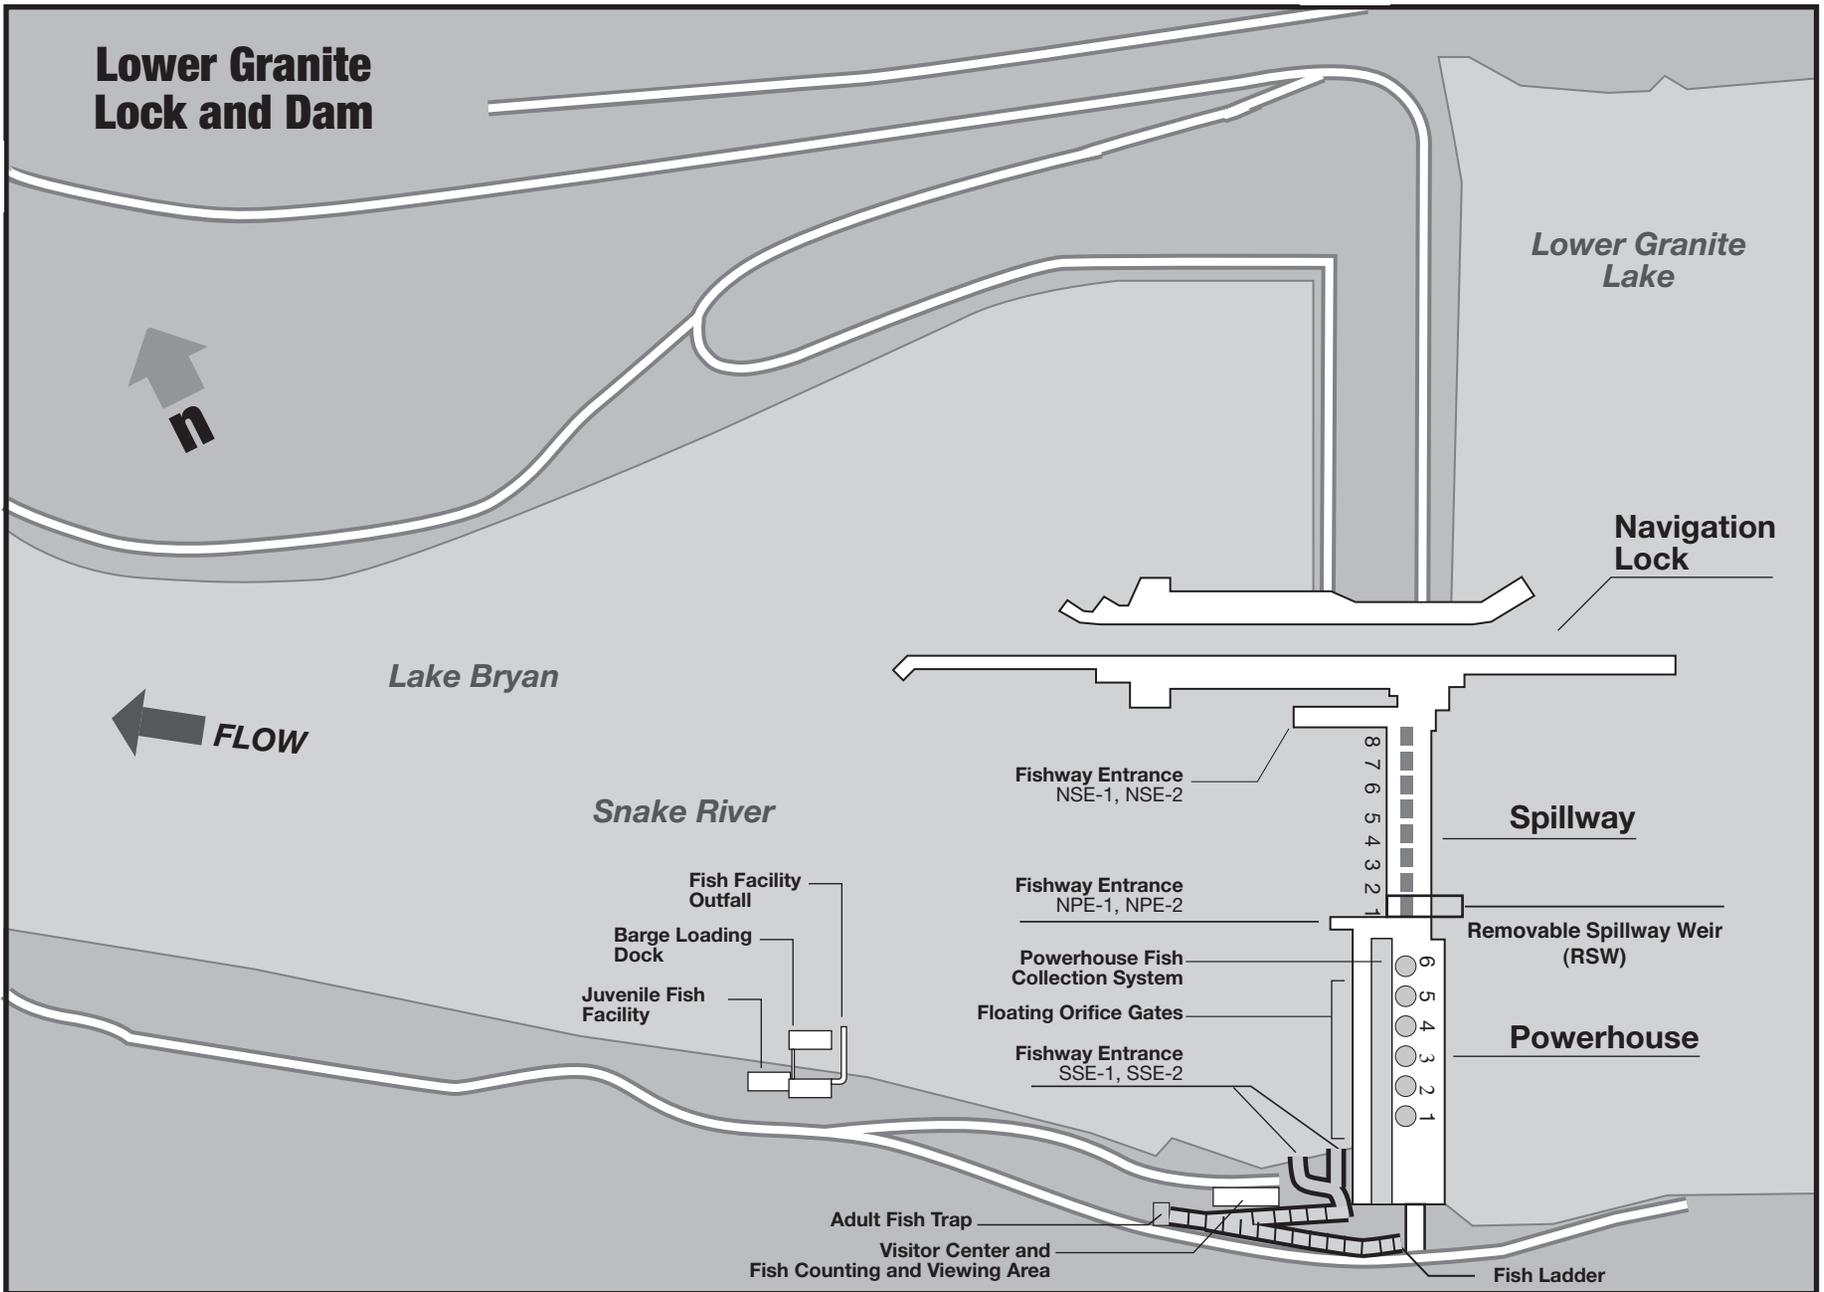 Lower Granite
Lock and Dam
Lower Granite
Lake
n
Navigation
Lock
Lake Bryan
FLOW
Snake River
Fishway Entrance
NSE-1, NSE-2
8
7
6
5
4
3
2
1
Spillway
Fish Facility
Outfall
Fishway Entrance
NPE-1, NPE-2
Barge Loading
Dock
Removable Spillway Weir
(RSW)
Powerhouse Fish
Collection System
Juvenile Fish
Facility
Floating Orifice Gates
6
5
4
3
2
1
Powerhouse
Fishway Entrance
SSE-1, SSE-2
Adult Fish Trap
Visitor Center and
Fish Counting and Viewing Area
Fish Ladder